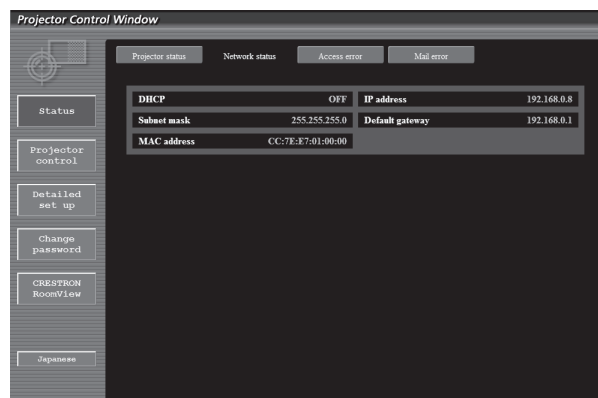 Projector Control Window
Projector status Network status Access error Mail error
DHCP OFF IP address 192.168.0.8
Subnet mask 255.255.255.0 Default gateway 192.168.0.1
MAC address CC:7E:E7:01:00:00
Status
Projector
control
Detailed
set up
Change
password
CRESTRON
RoomView
Japanese